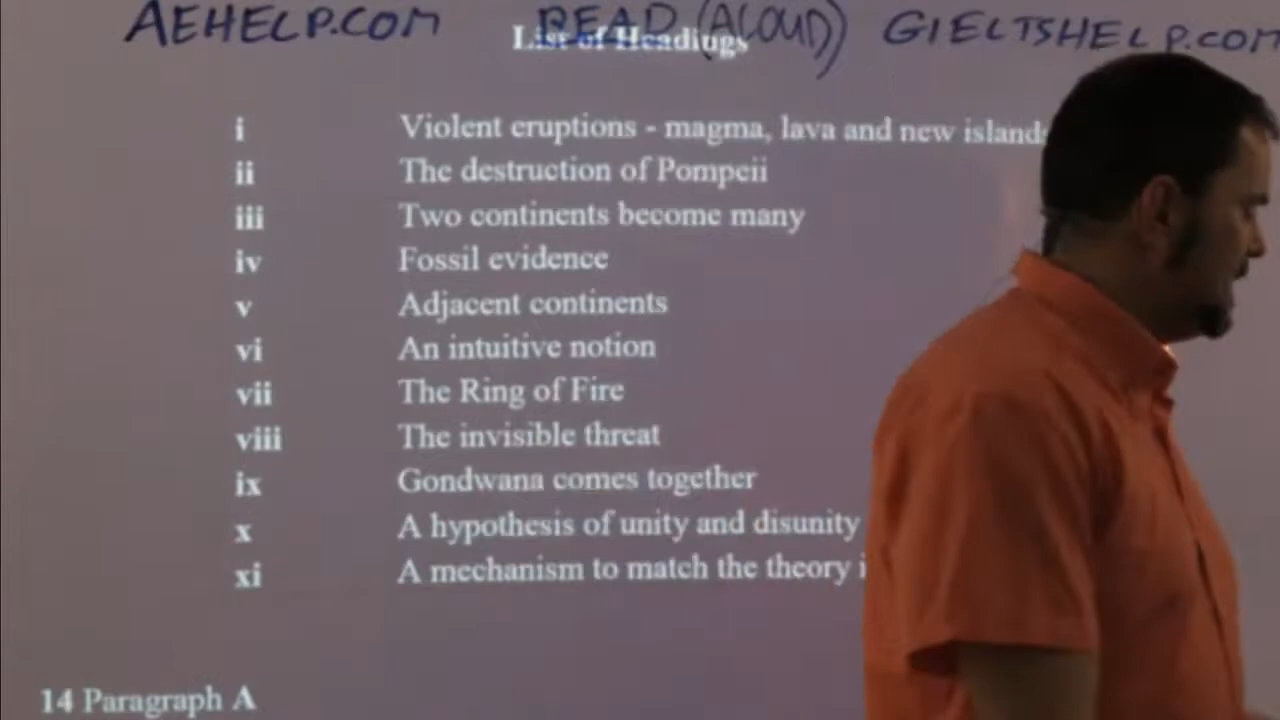 AEHELP.COM READ (ALOUD) GIELTSHELP.COM
List of Headings
i Violent eruptions - magma, lava and new islands
ii The destruction of Pompeii
iii Two continents become many
iv Fossil evidence
v Adjacent continents
vi An intuitive notion
vii The Ring of Fire
viii The invisible threat
ix Gondwana comes together
x A hypothesis of unity and disunity
xi A mechanism to match the theory
14 Paragraph A